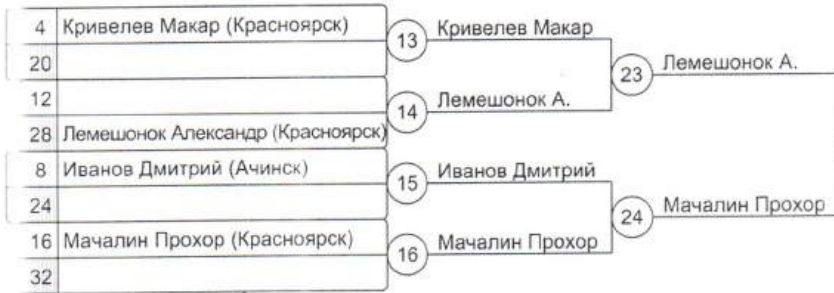 4 Кривелев Макар (Красноярск)
20
12
28 Лемешонок Александр (Красноярск)
8 Иванов Дмитрий (Ачинск)
24
16 Мачалин Прохор (Красноярск)
32
13 Кривелев Макар
14 Лемешонок А.
15 Иванов Дмитрий
16 Мачалин Прохор
23 Лемешонок А.
24 Мачалин Прохор